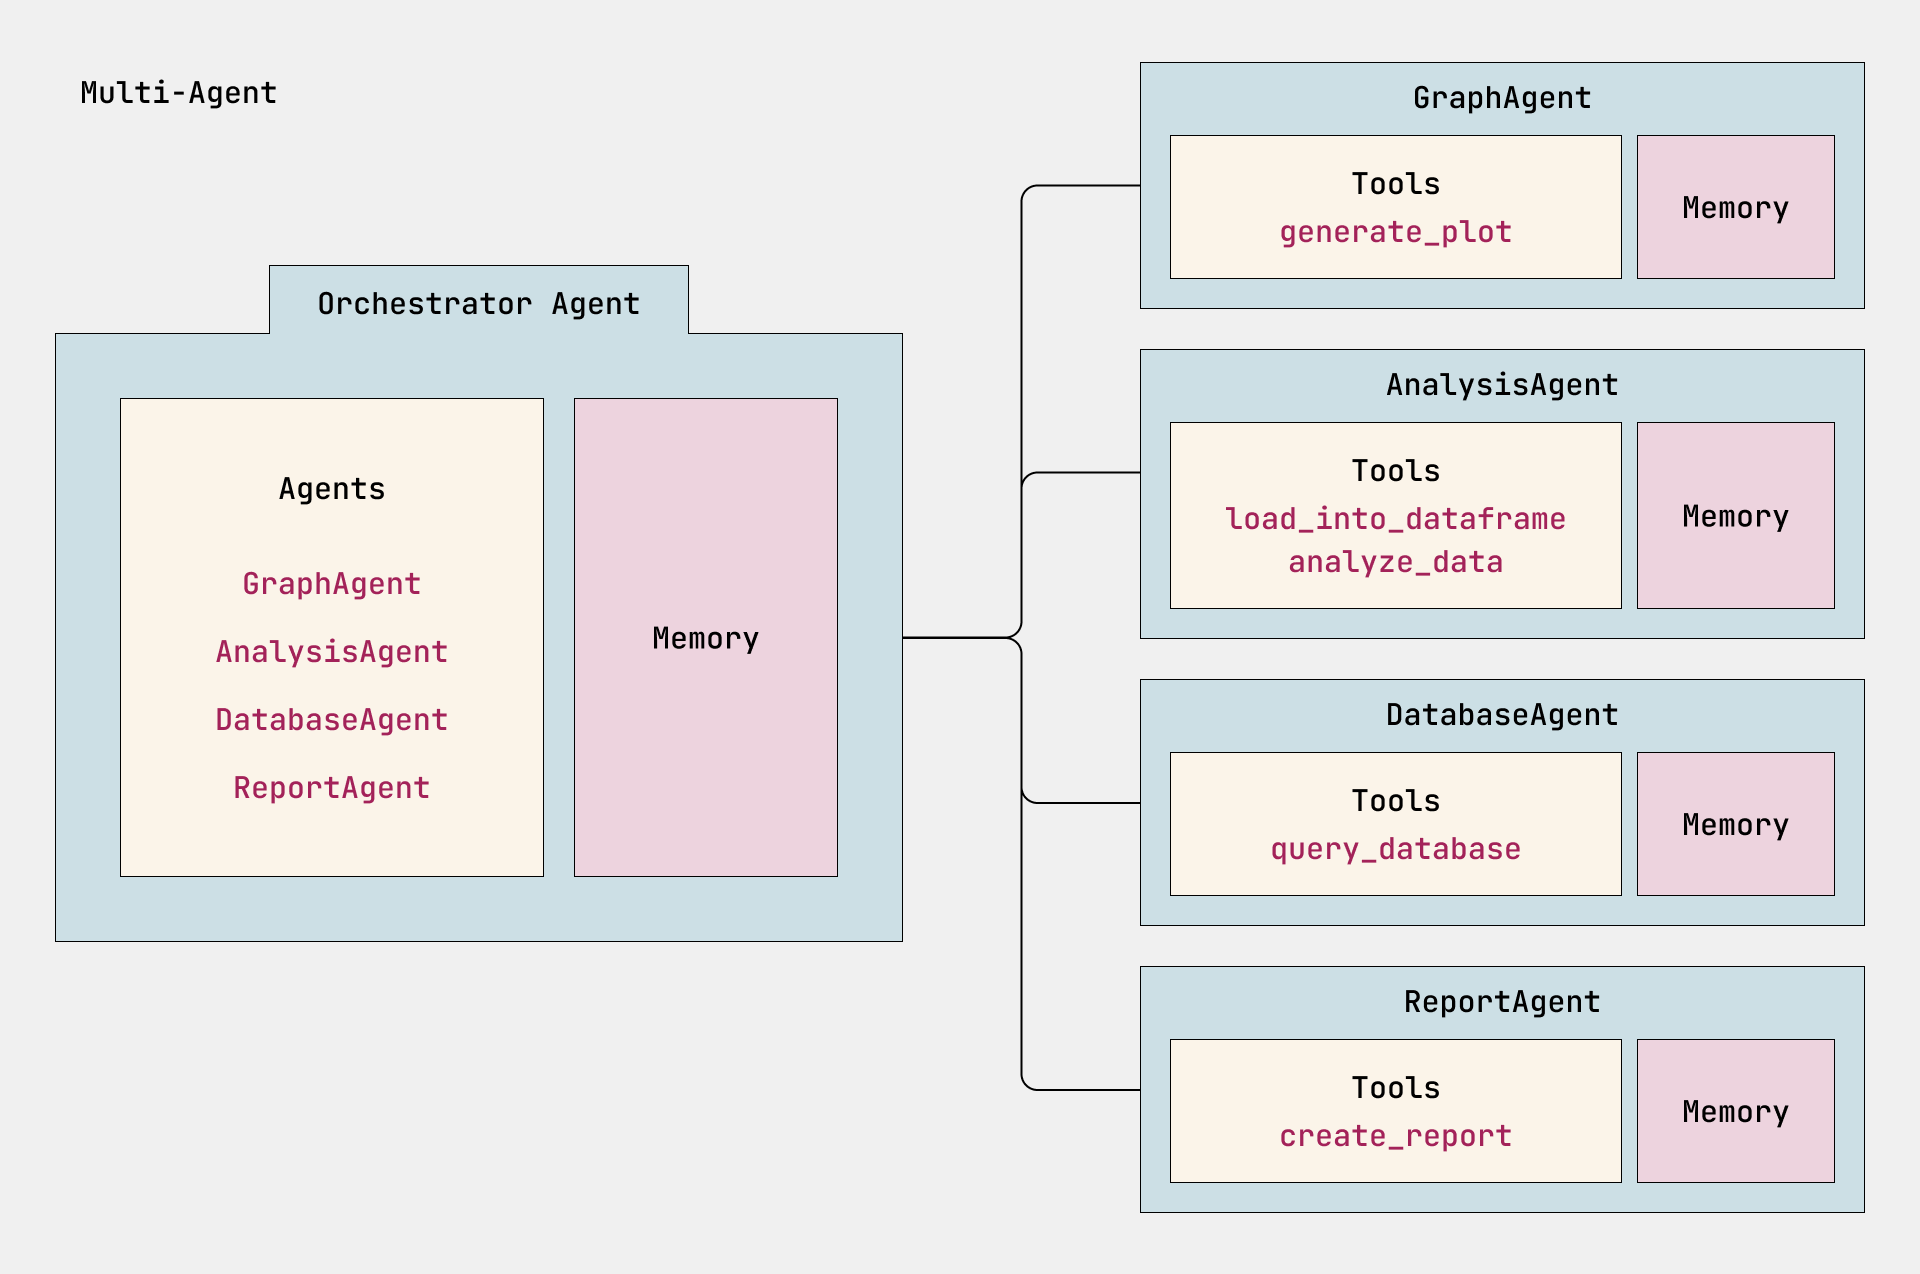 Multi-Agent
Orchestrator Agent
Agents
GraphAgent
AnalysisAgent
DatabaseAgent
ReportAgent
Memory
GraphAgent
Tools
generate_plot
Memory
AnalysisAgent
Tools
load_into_dataframe
analyze_data
Memory
DatabaseAgent
Tools
query_database
Memory
ReportAgent
Tools
create_report
Memory